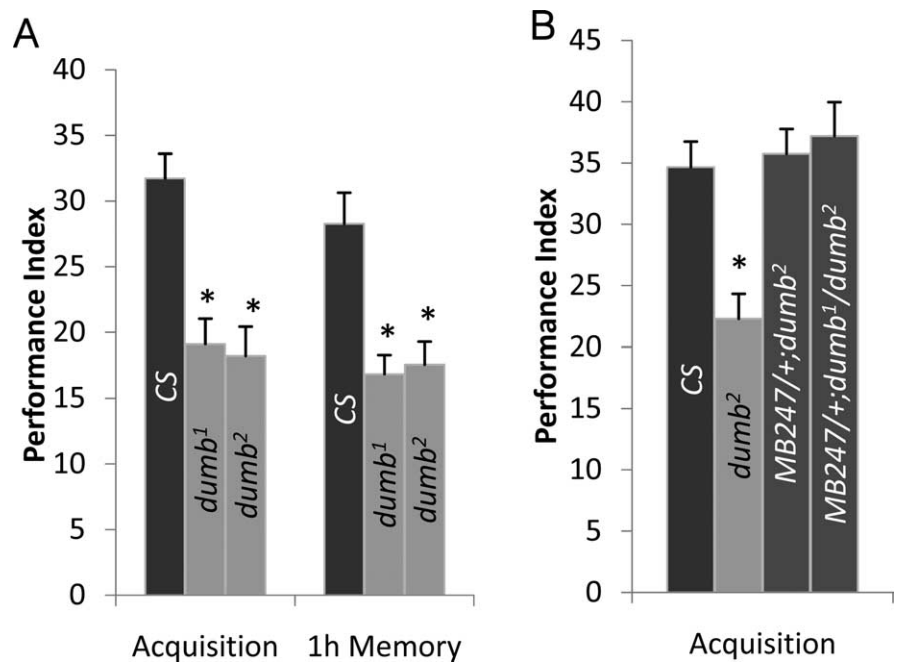 A
Performance Index
40
35
30
25
20
15
10
5
0
CS
dumb¹
*
dumb²
*
CS
dumb¹
*
dumb²
*
Acquisition
1h Memory
B
Performance Index
45
40
35
30
25
20
15
10
5
0
CS
dumb²
*
MB247/+;dumb²
MB247/+;dumb¹/dumb²
Acquisition